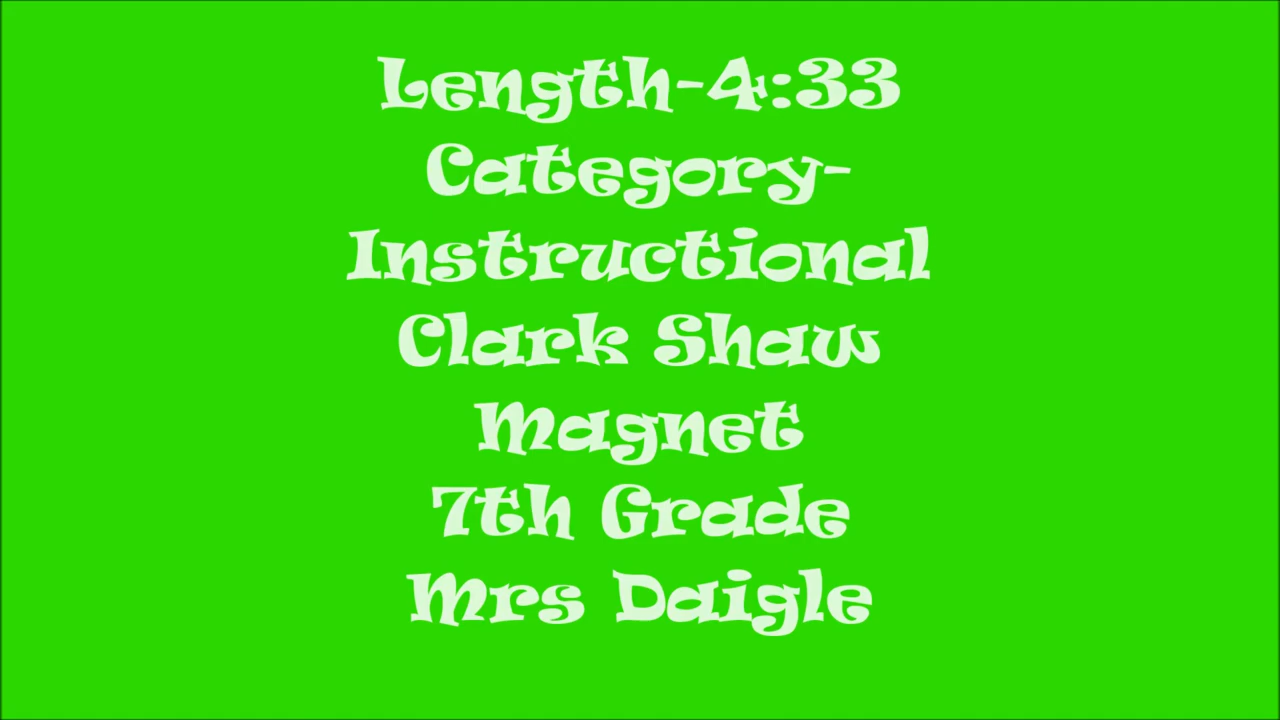 Length-4:33
Category-
Instructional
Clark Shaw
Magnet
7th Grade
Mrs Daigle